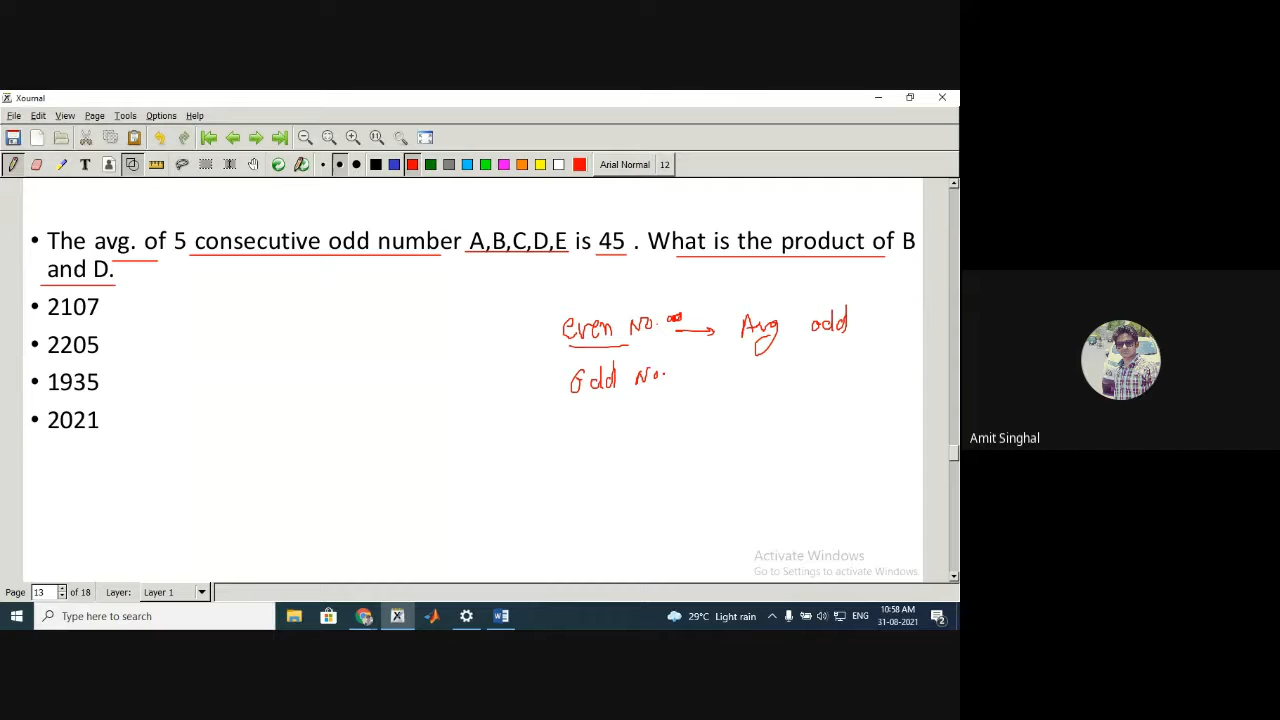 Xournal
File Edit View Page Tools Options Help
T Arial Normal 12
• The avg. of 5 consecutive odd number A,B,C,D,E is 45 . What is the product of B
and D.
• 2107
• 2205
• 1935
• 2021
even No. → Avg odd
Odd No.
Amit Singhal
Activate Windows
Go to Settings to activate Windows.
Page 13 of 18 Layer: Layer 1
Type here to search
29°C Light rain
ENG
10:58 AM
31-08-2021
2